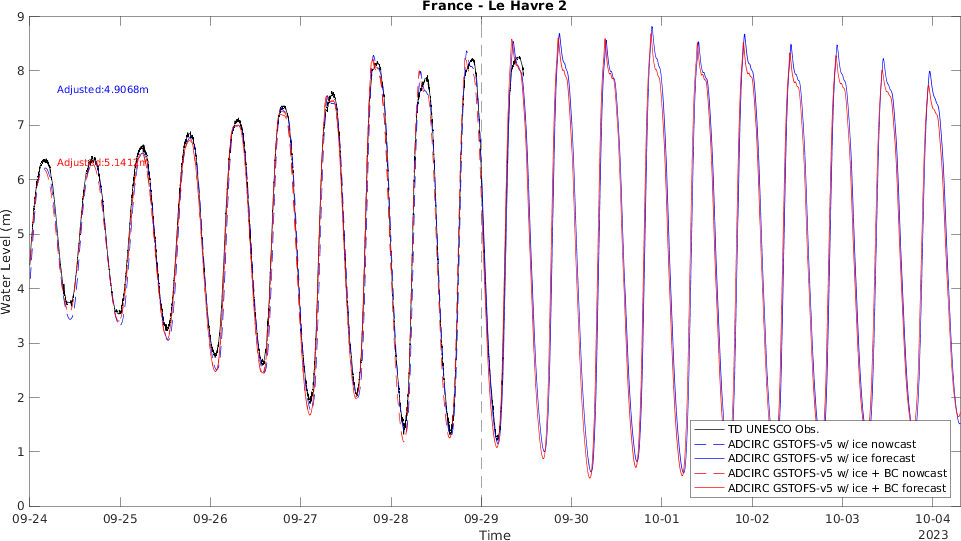 France - Le Havre 2
9
8
7
6
5
4
3
2
1
0
Water Level (m)
Adjusted:4.9068m
Adjusted:5.1412m
TD UNESCO Obs.
ADCIRC GSTOFS-v5 w/ ice nowcast
ADCIRC GSTOFS-v5 w/ ice forecast
ADCIRC GSTOFS-v5 w/ ice + BC nowcast
ADCIRC GSTOFS-v5 w/ ice + BC forecast
09-24 09-25 09-26 09-27 09-28 09-29 09-30 10-01 10-02 10-03 10-04
Time
2023